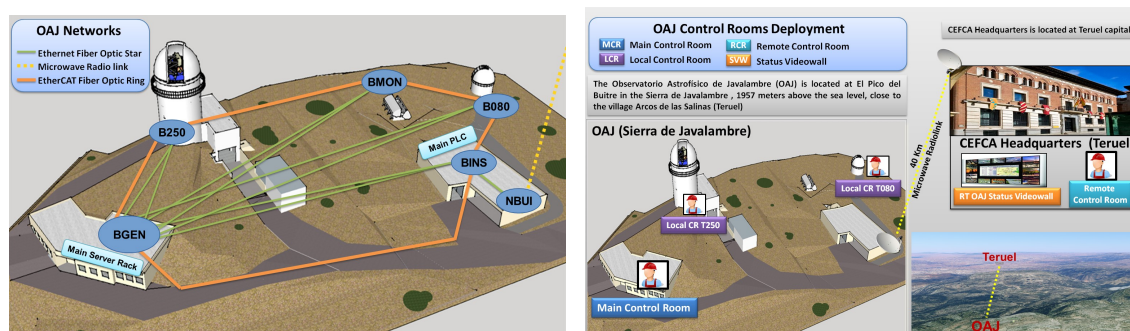 OAJ Networks
Ethernet Fiber Optic Star
Microwave Radio link
EtherCAT Fiber Optic Ring
BMON
B080
B250
Main PLC
BINS
NBUI
BGEN
Main Server Rack
OAJ Control Rooms Deployment
MCR Main Control Room
RCR Remote Control Room
LCR Local Control Room
SVW Status Videowall
The Observatorio Astrofísico de Javalambre (OAJ) is located at El Pico del
Buitre in the Sierra de Javalambre , 1957 meters above the sea level, close to
the village Arcos de las Salinas (Teruel)
OAJ (Sierra de Javalambre)
Local CR T080
Local CR T250
Main Control Room
40 Km
Microwave Radiolink
CEFCA Headquarters is located at Teruel capital
CEFCA Headquarters (Teruel
RT OAJ Status Videowall
Remote
Control Room
Teruel
OAJ